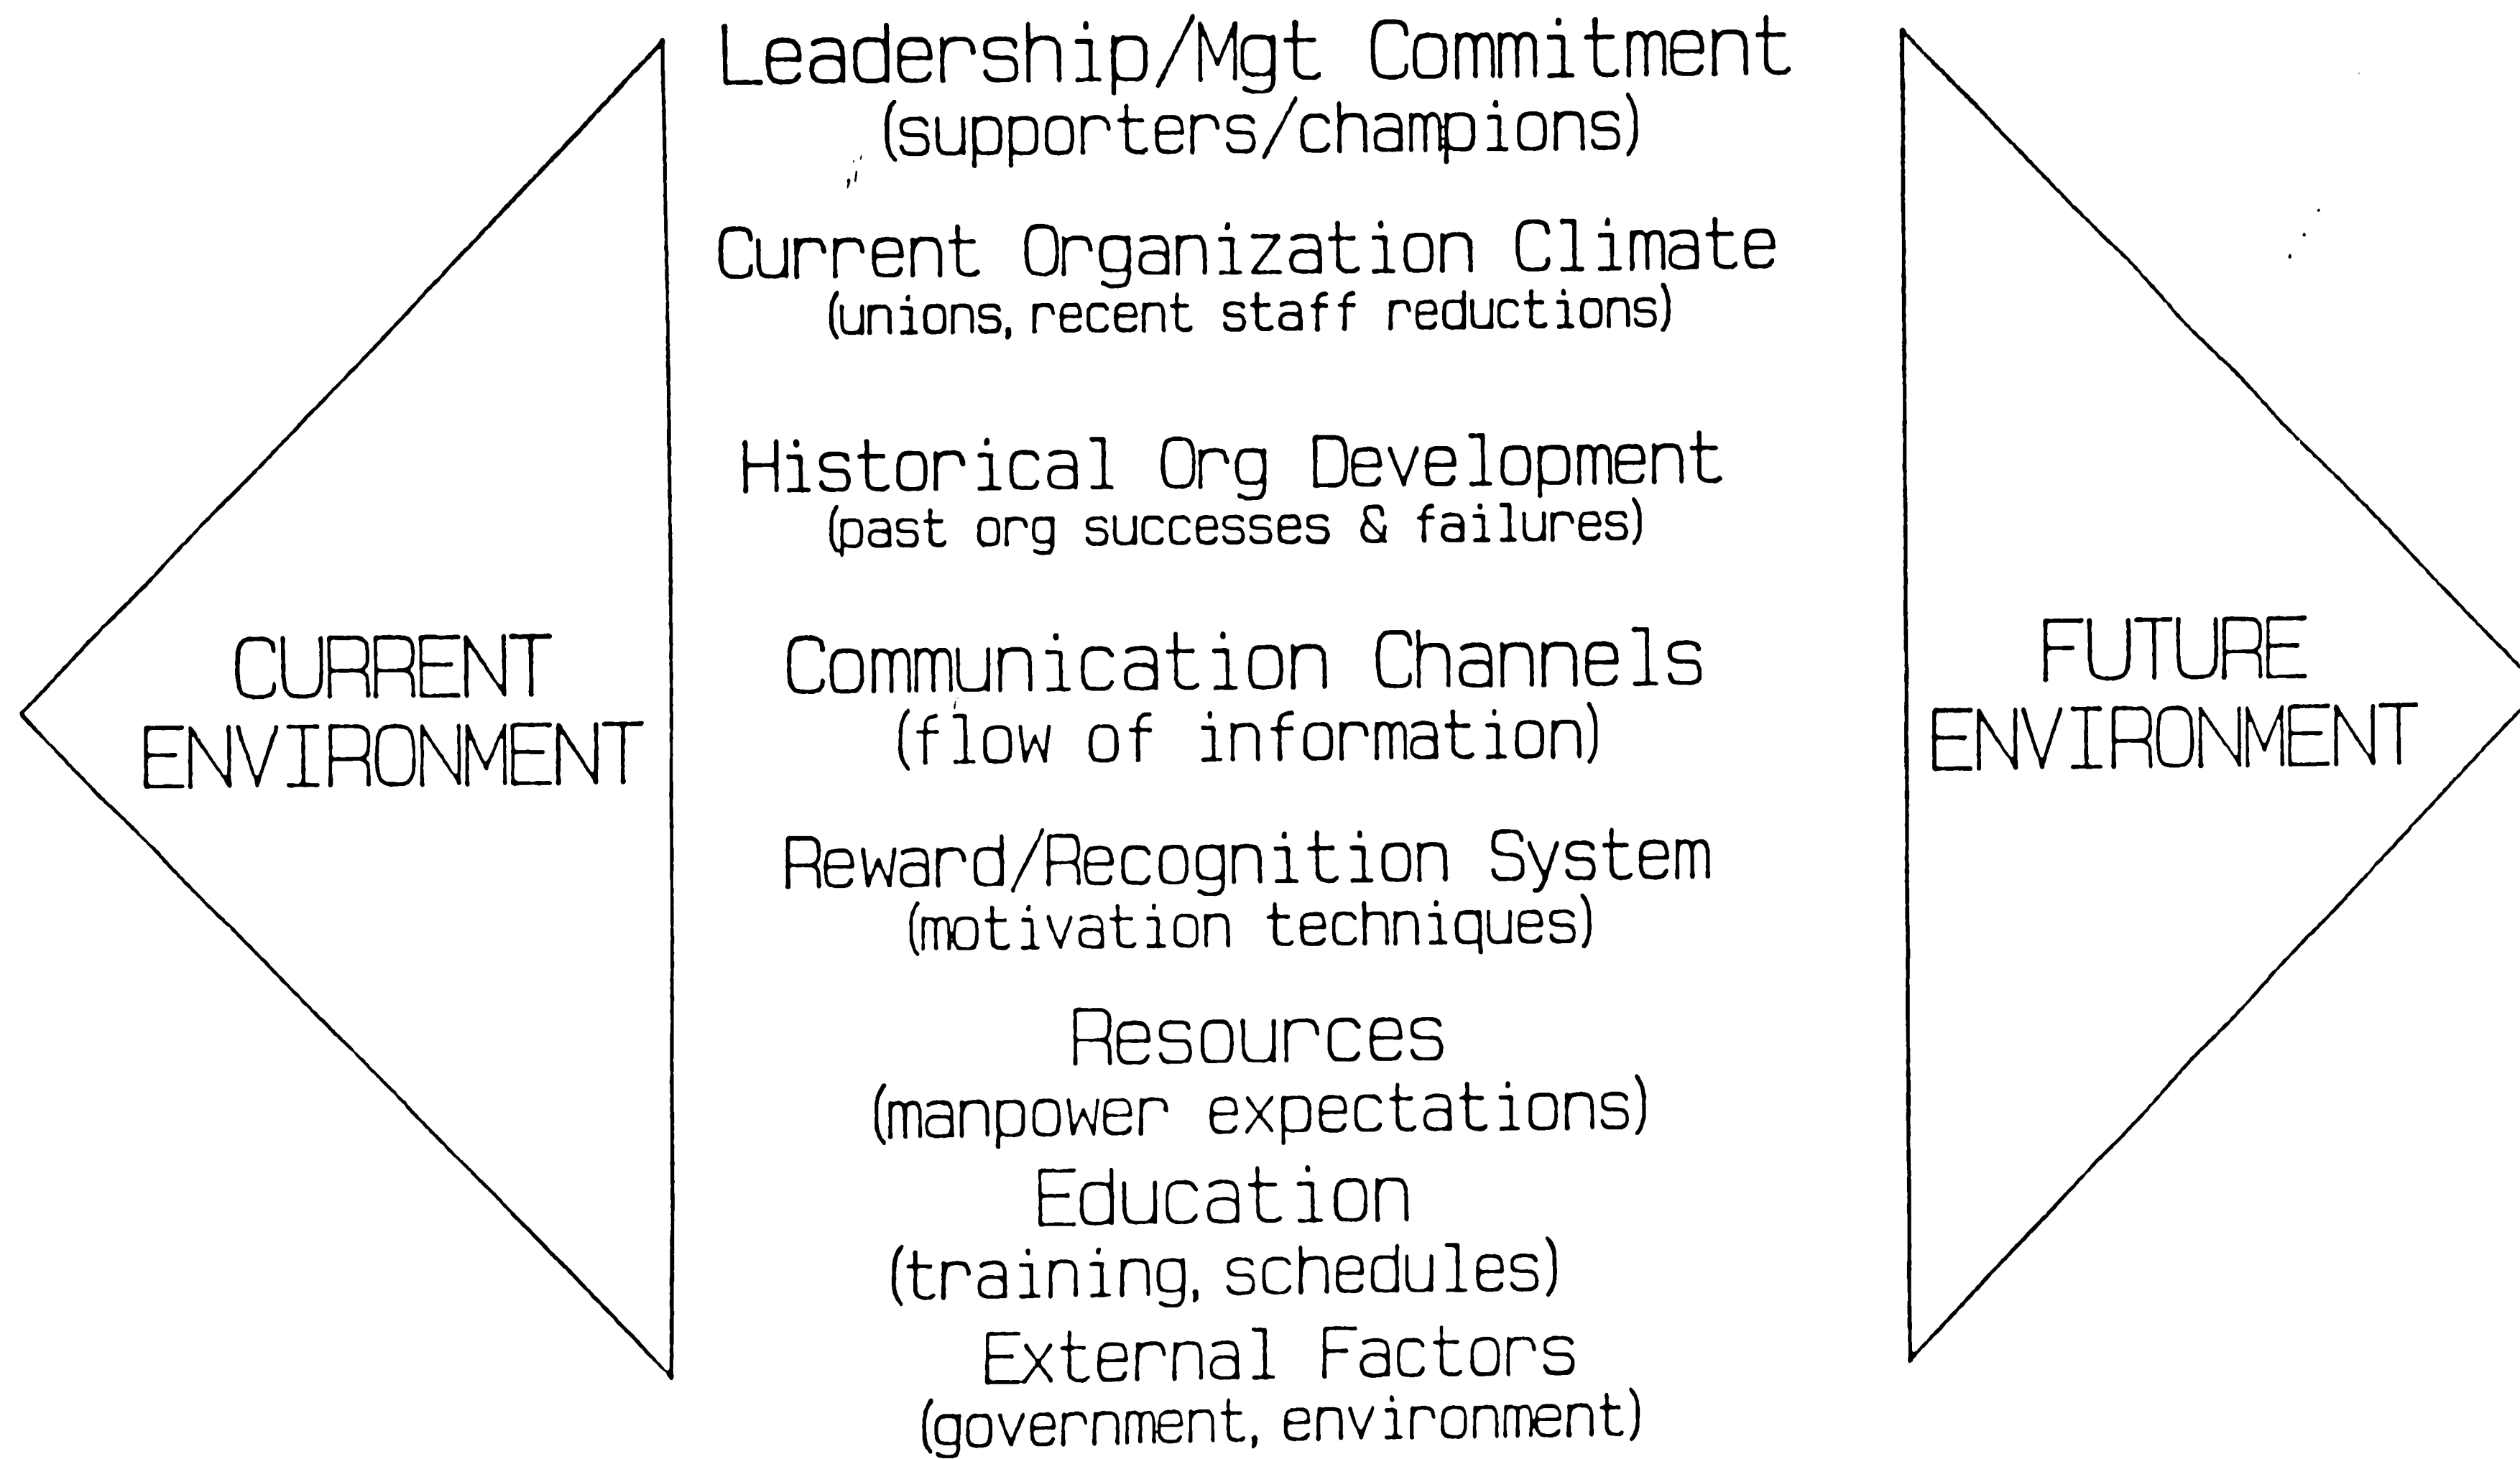 Leadership/Mgt Commitment
(supporters/champions)
Current Organization Climate
(unions, recent staff reductions)
Historical Org Development
(past org successes & failures)
CURRENT
ENVIRONMENT
Communication Channels
(flow of information)
FUTURE
ENVIRONMENT
Reward/Recognition System
(motivation techniques)
Resources
(manpower expectations)
Education
(training, schedules)
External Factors
(government, environment)